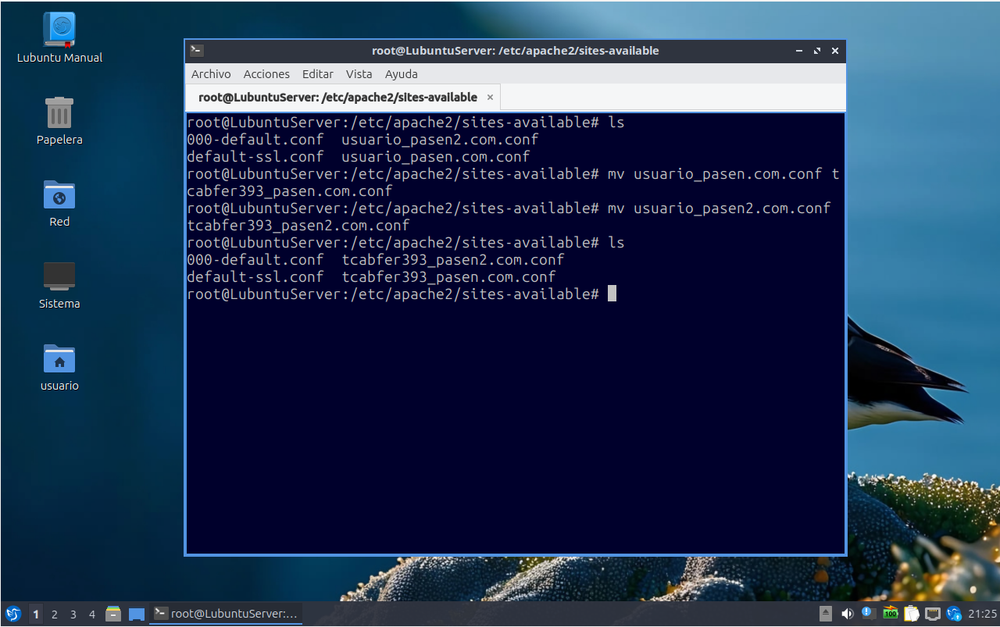 Lubuntu Manual
Papelera
Red
Sistema
usuario
root@LubuntuServer: /etc/apache2/sites-available
Archivo Acciones Editar Vista Ayuda
root@LubuntuServer: /etc/apache2/sites-available
root@LubuntuServer:/etc/apache2/sites-available# ls
000-default.conf  usuario_pasen2.com.conf
default-ssl.conf  usuario_pasen.com.conf
root@LubuntuServer:/etc/apache2/sites-available# mv usuario_pasen.com.conf t
cabfer393_pasen.com.conf
root@LubuntuServer:/etc/apache2/sites-available# mv usuario_pasen2.com.conf
tcabfer393_pasen2.com.conf
root@LubuntuServer:/etc/apache2/sites-available# ls
000-default.conf  tcabfer393_pasen2.com.conf
default-ssl.conf  tcabfer393_pasen.com.conf
root@LubuntuServer:/etc/apache2/sites-available#
1 2 3 4 root@LubuntuServer:... 100 21:25